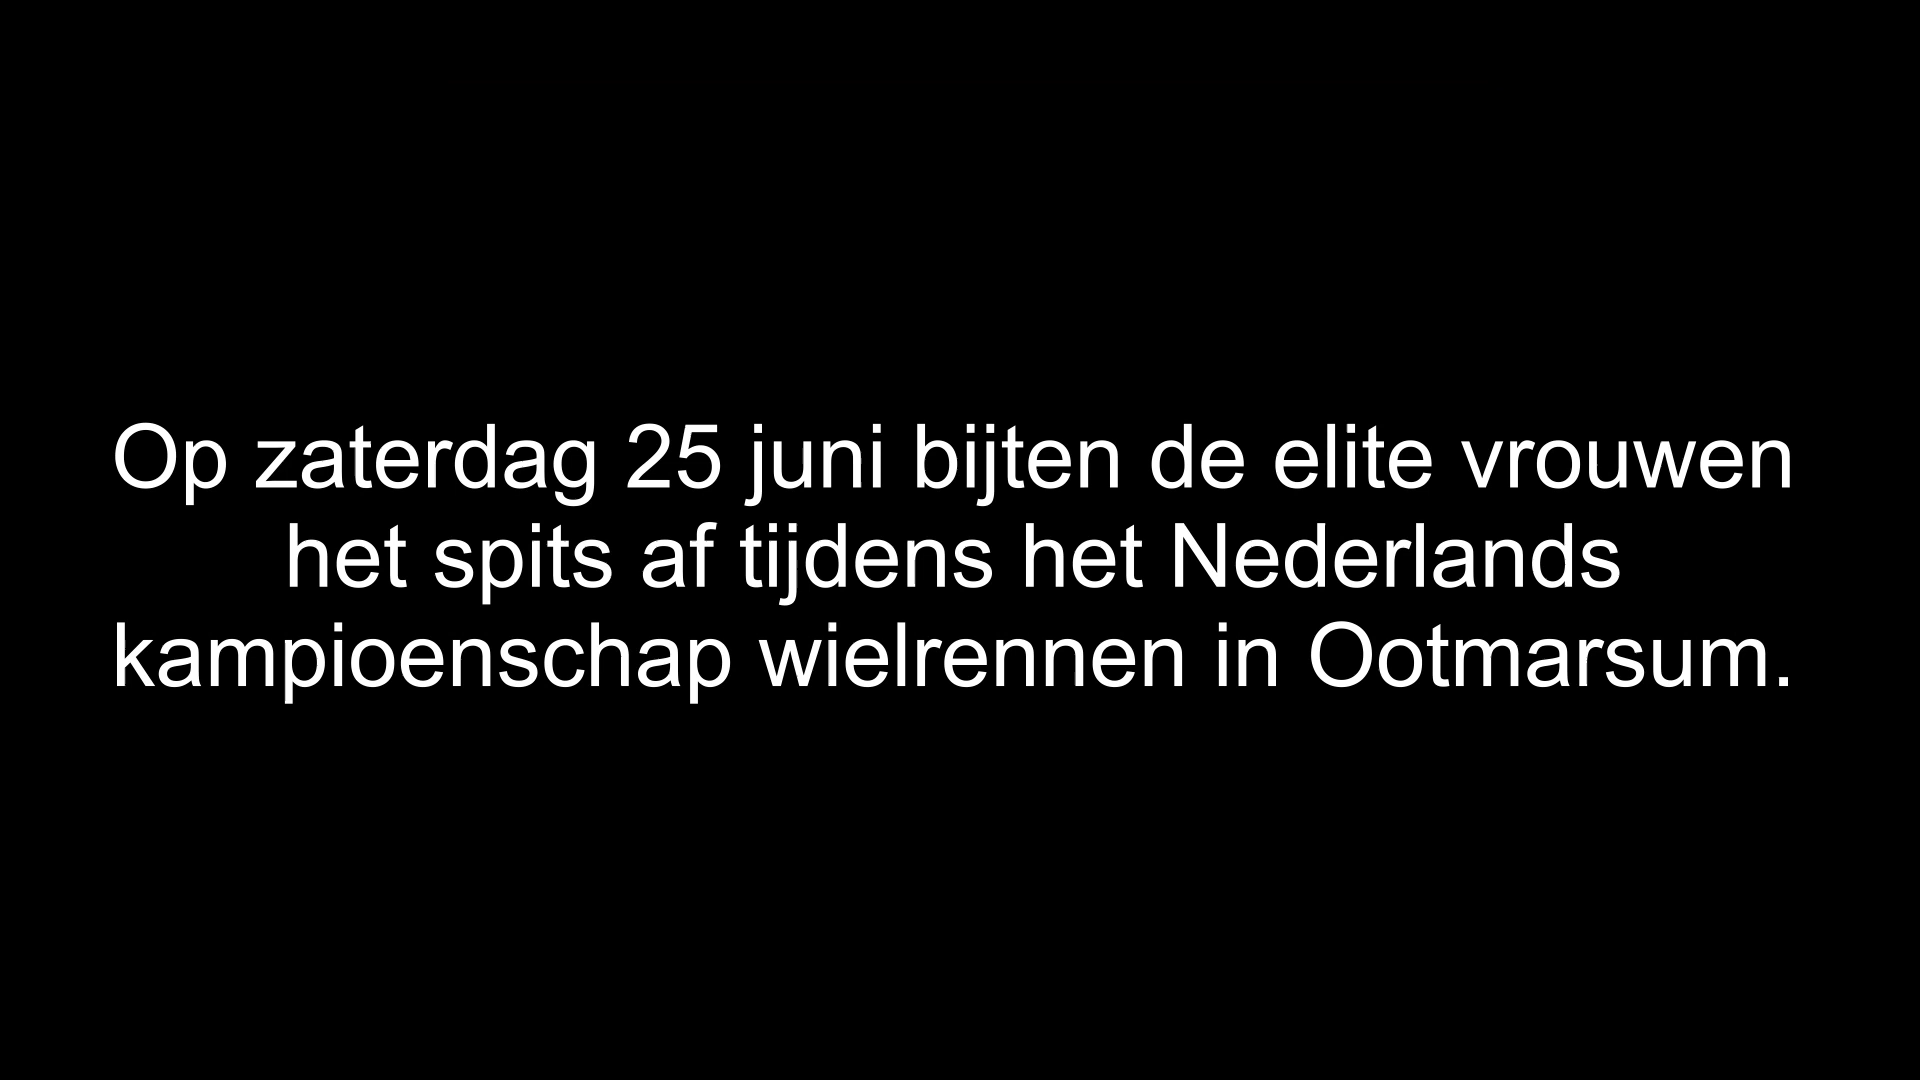 Op zaterdag 25 juni bijten de elite vrouwen
het spits af tijdens het Nederlands
kampioenschap wielrennen in Ootmarsum.